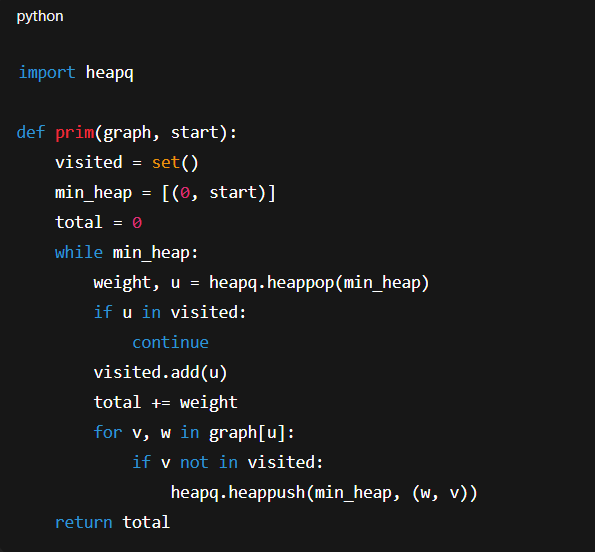 python
import heapq
def prim(graph, start):
    visited = set()
    min_heap = [(0, start)]
    total = 0
    while min_heap:
        weight, u = heapq.heappop(min_heap)
        if u in visited:
            continue
        visited.add(u)
        total += weight
        for v, w in graph[u]:
            if v not in visited:
                heapq.heappush(min_heap, (w, v))
    return total